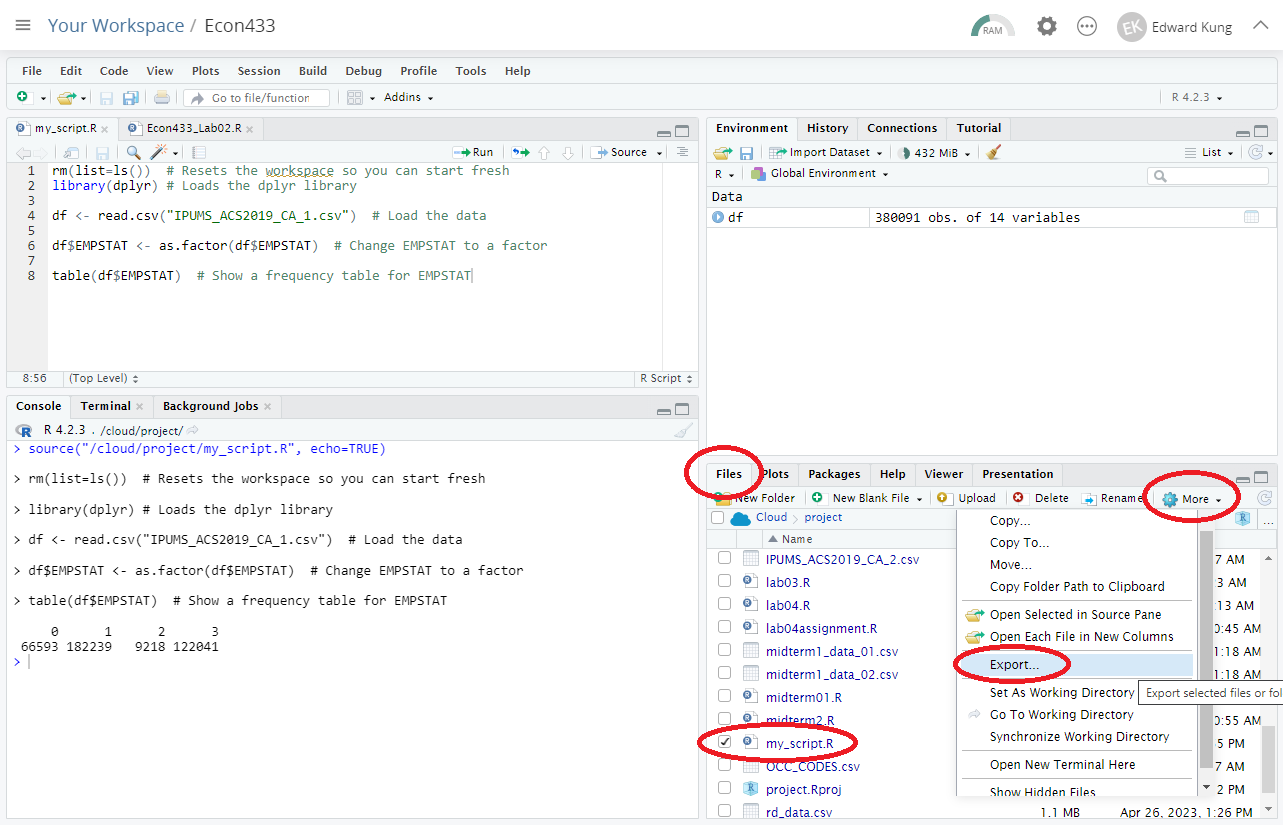 Your Workspace / Econ433
RAM
EK Edward Kung
File Edit Code View Plots Session Build Debug Profile Tools Help
Go to file/function Addins R 4.2.3
my_script.R Econ433_Lab02.R
Run Source
1 rm(list=ls())  # Resets the workspace so you can start fresh
2 library(dplyr) # Loads the dplyr library
3
4 df <- read.csv("IPUMS_ACS2019_CA_1.csv")  # Load the data
5
6 df$EMPSTAT <- as.factor(df$EMPSTAT)  # Change EMPSTAT to a factor
7
8 table(df$EMPSTAT)  # Show a frequency table for EMPSTAT
8:56 (Top Level) R Script
Console Terminal Background Jobs
R R 4.2.3 . /cloud/project/
> source("/cloud/project/my_script.R", echo=TRUE)
> rm(list=ls())  # Resets the workspace so you can start fresh
library(dplyr) # Loads the dplyr library
> df <- read.csv("IPUMS_ACS2019_CA_1.csv")  # Load the data
> df$EMPSTAT <- as.factor(df$EMPSTAT)  # Change EMPSTAT to a factor
> table(df$EMPSTAT)  # Show a frequency table for EMPSTAT
0 1 2 3
66593 182239 9218 122041
>
Environment History Connections Tutorial
Import Dataset 432 MiB List
R Global Environment
Data
df 380091 obs. of 14 variables
Files Plots Packages Help Viewer Presentation
New Folder New Blank File Upload Delete Rename More
Cloud project R ...
Name
IPUMS_ACS2019_CA_2.csv 7 AM
lab03.R 3 AM
lab04.R :13 AM
lab04assignment.R 0:45 AM
midterm1_data_01.csv 1:18 AM
midterm1_data_02.csv 1:18 AM
midterm01.R
midterm2.R 0:55 AM
my_script.R 5 PM
OCC_CODES.csv 7 AM
project.Rproj 2 PM
rd_data.csv 1.1 MB Apr 26, 2023, 1:26 PM
Copy...
Copy To...
Move...
Copy Folder Path to Clipboard
Open Selected in Source Pane
Open Each File in New Columns
Export...
Set As Working Directory
Export selected files or fol
Go To Working Directory
Synchronize Working Directory
Open New Terminal Here
Show Hidden Files